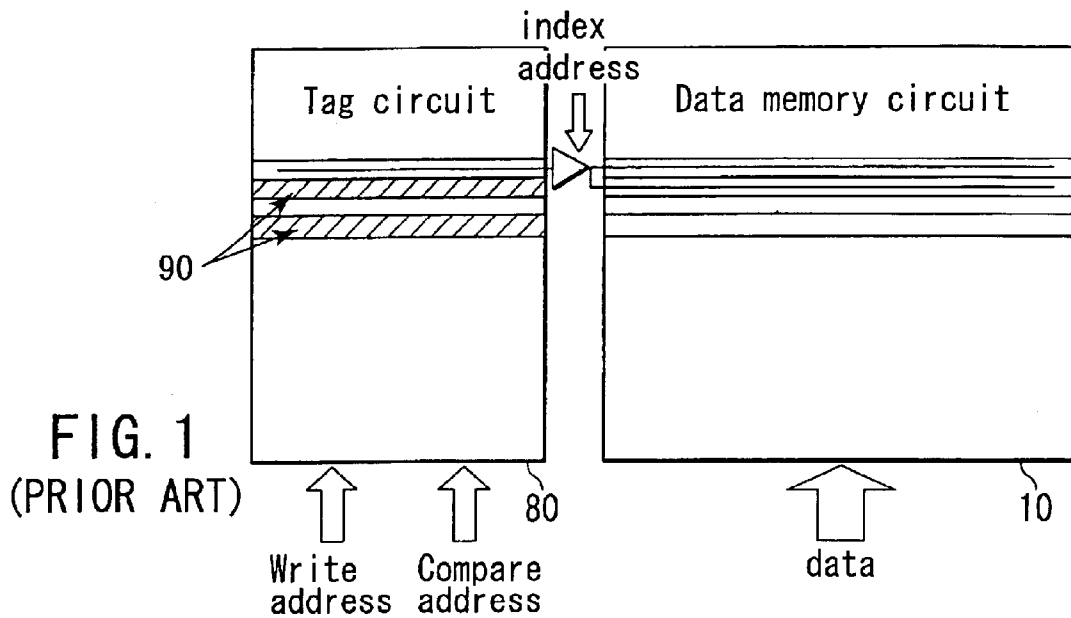 index
address
Tag circuit
Data memory circuit
90
FIG. 1
(PRIOR ART)
80
10
Write
address
Compare
address
data